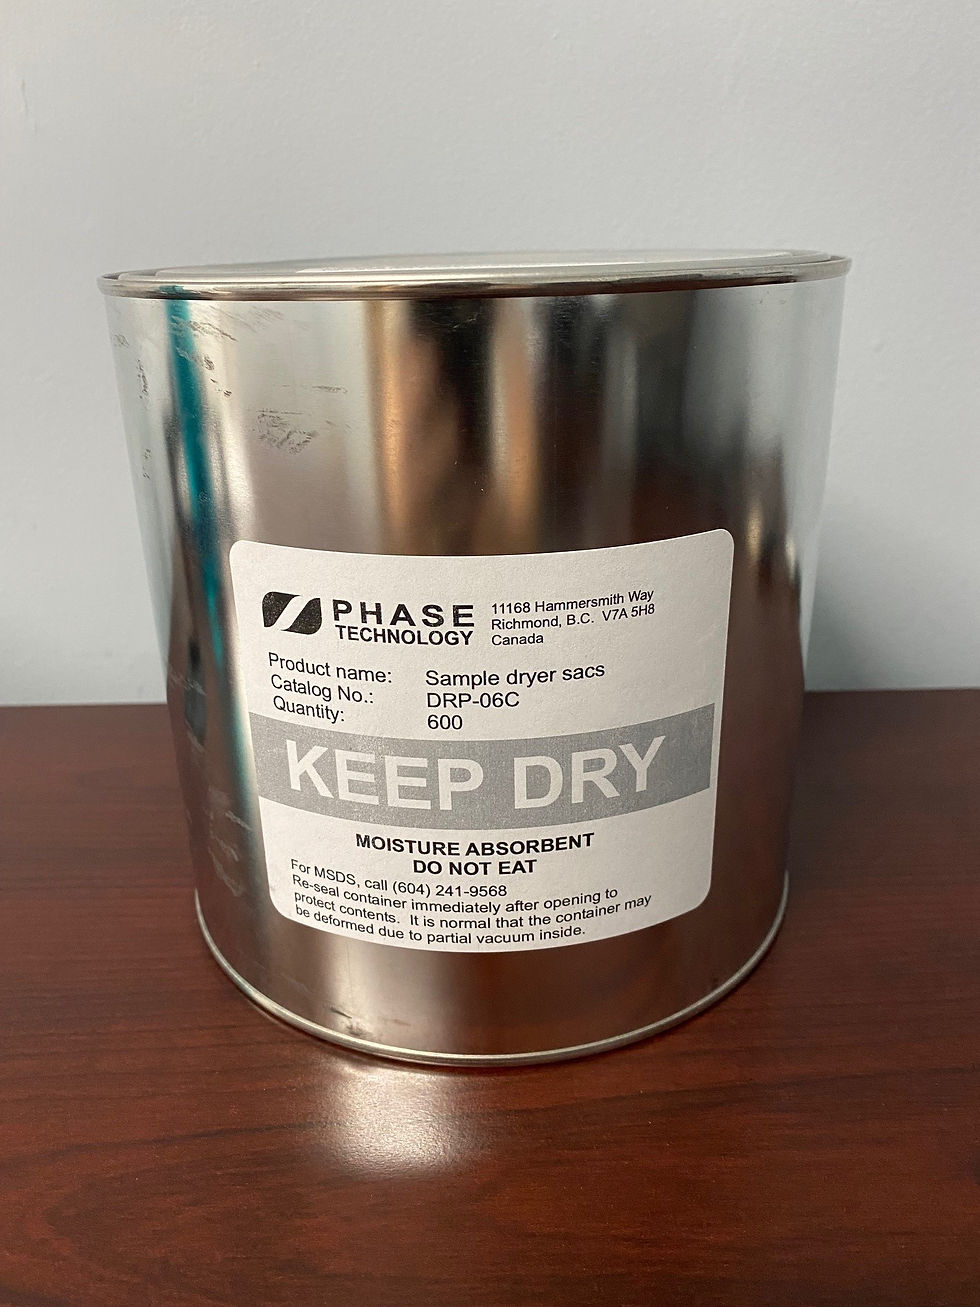 PHASE
TECHNOLOGY
11168 Hammersmith Way
Richmond, B.C. V7A 5H8
Canada
Product name: Sample dryer sacs
Catalog No.: DRP-06C
Quantity: 600
KEEP DRY
MOISTURE ABSORBENT
DO NOT EAT
For MSDS, call (604) 241-9568
Re-seal container immediately after opening to
protect contents. It is normal that the container may
be deformed due to partial vacuum inside.